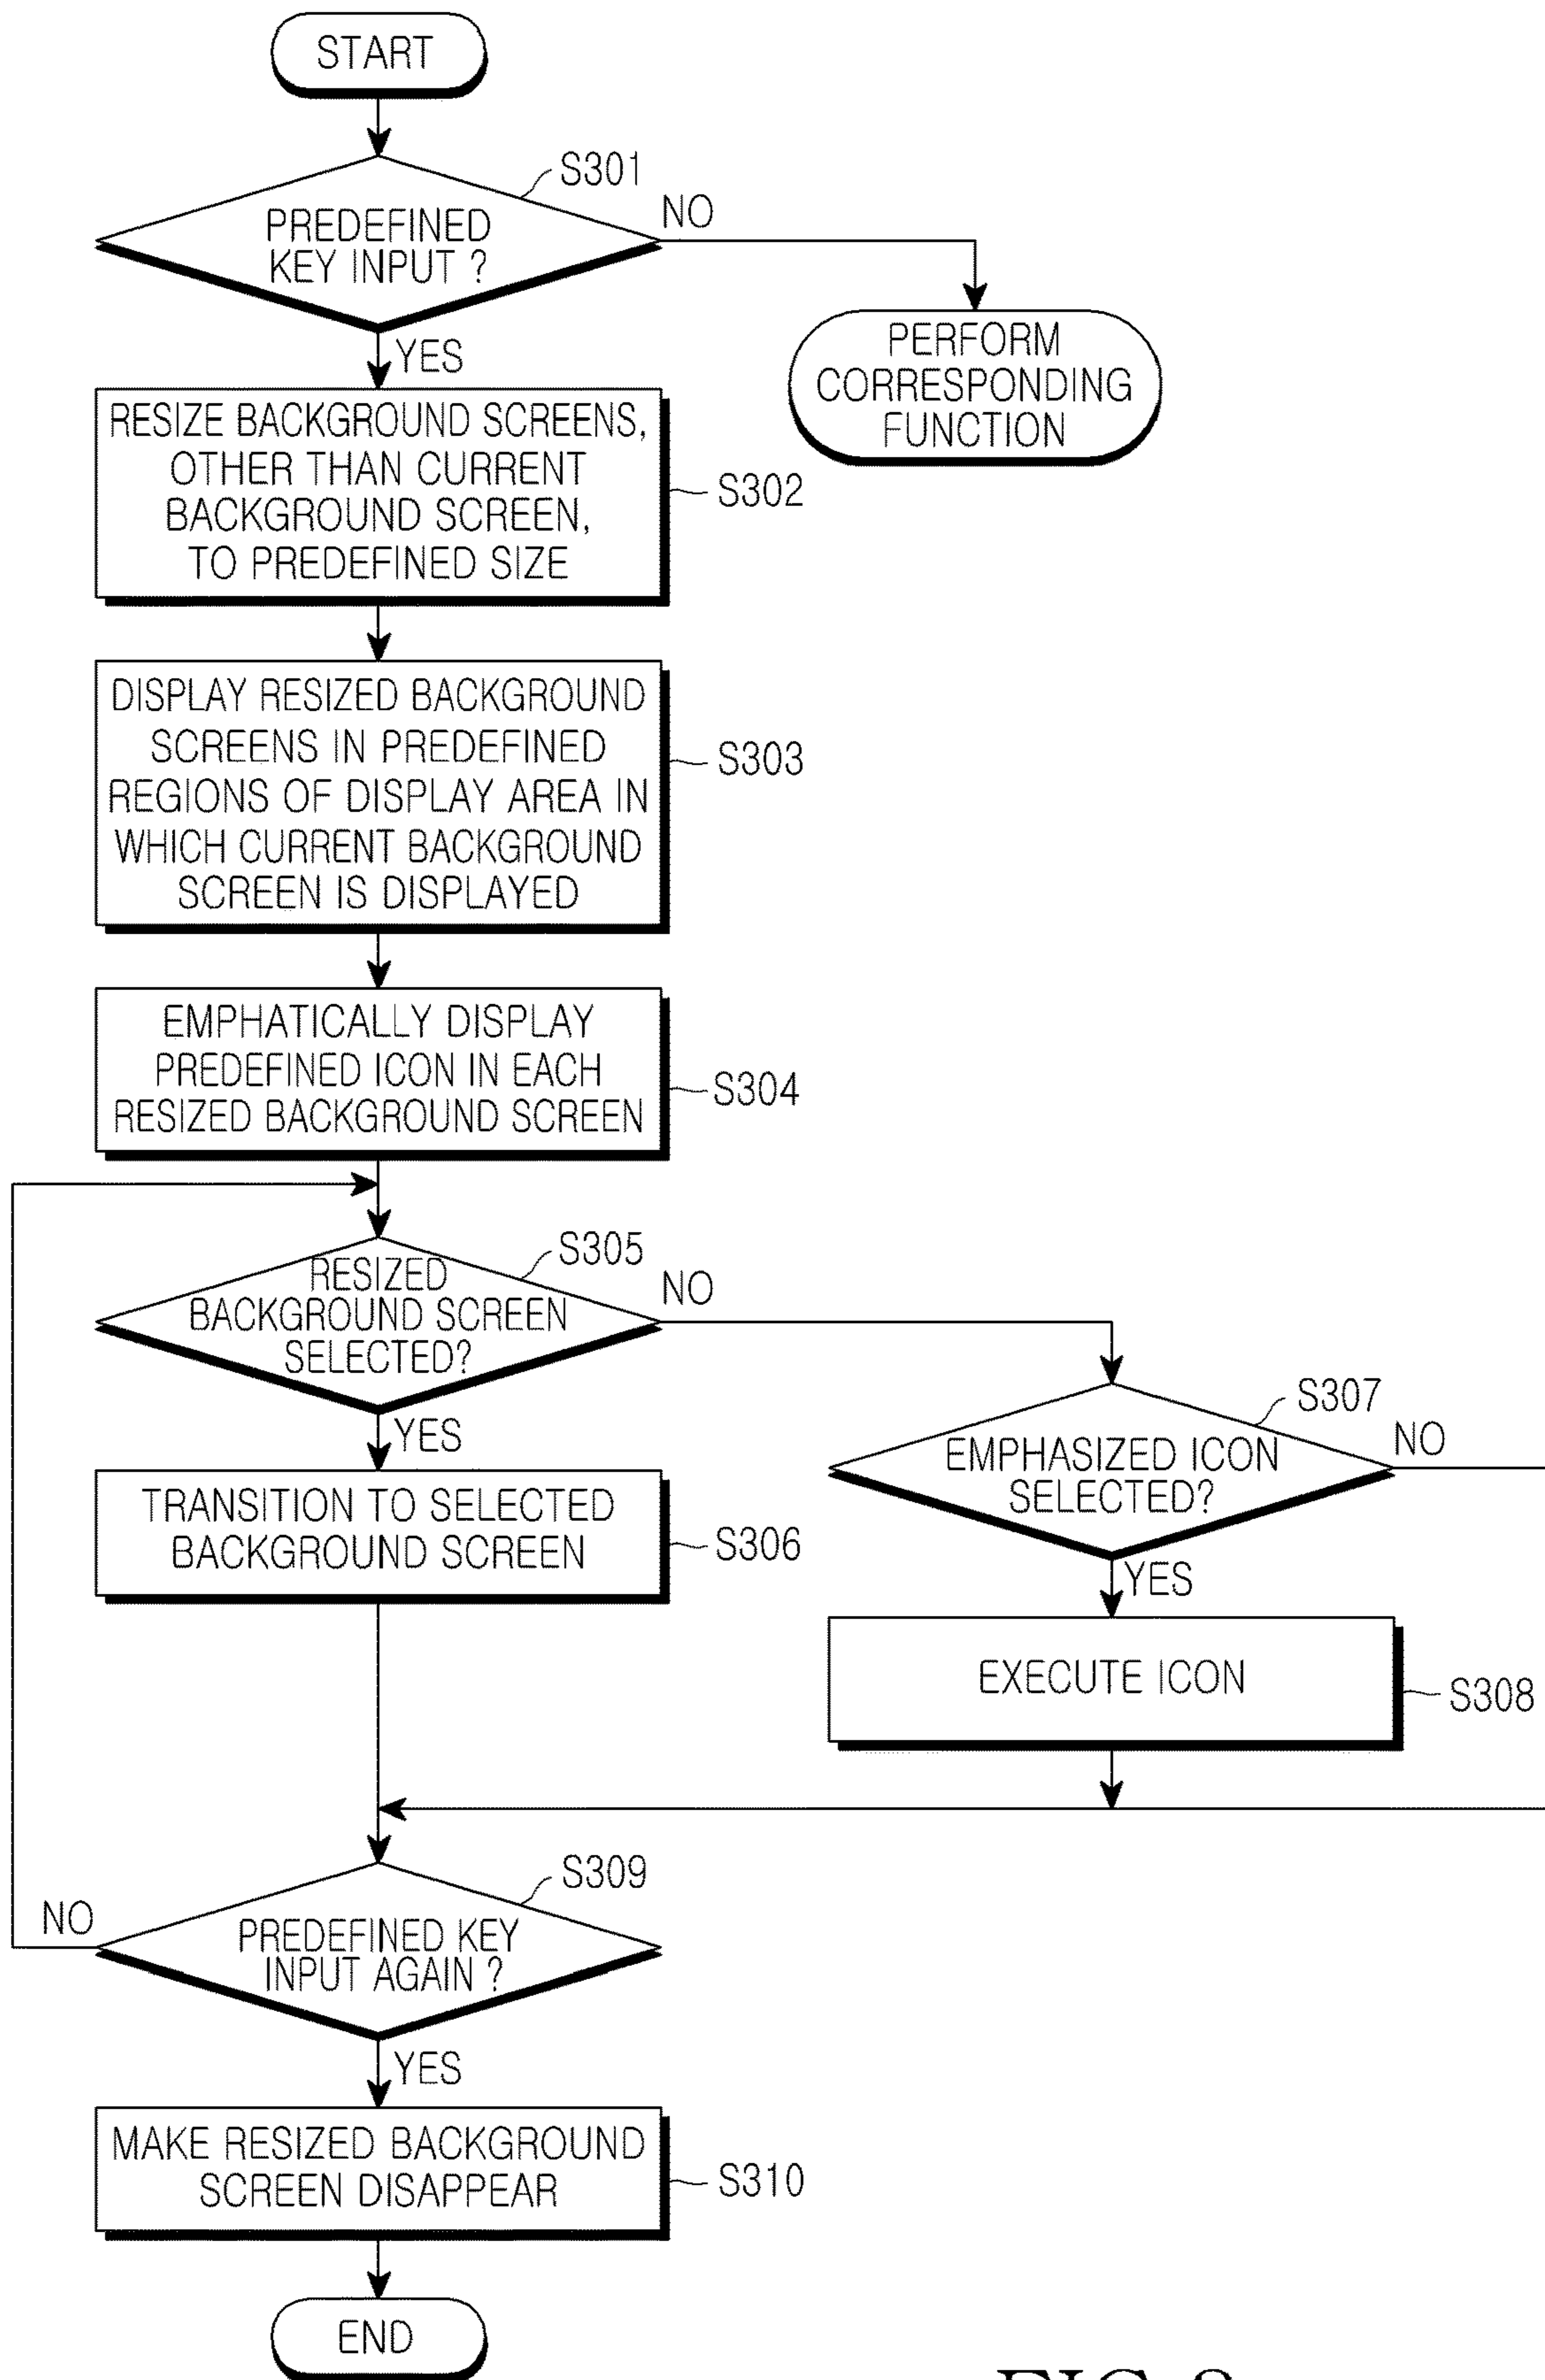 START
S301
PREDEFINED
KEY INPUT ?
NO
YES
PERFORM
CORRESPONDING
FUNCTION
RESIZE BACKGROUND SCREENS,
OTHER THAN CURRENT
BACKGROUND SCREEN,
TO PREDEFINED SIZE
S302
DISPLAY RESIZED BACKGROUND
SCREENS IN PREDEFINED
REGIONS OF DISPLAY AREA IN
WHICH CURRENT BACKGROUND
SCREEN IS DISPLAYED
S303
EMPHATICALLY DISPLAY
PREDEFINED ICON IN EACH
RESIZED BACKGROUND SCREEN
S304
S305
RESIZED
BACKGROUND SCREEN
SELECTED?
NO
YES
S307
EMPHASIZED ICON
SELECTED?
NO
YES
TRANSITION TO SELECTED
BACKGROUND SCREEN
S306
EXECUTE ICON
S308
S309
PREDEFINED KEY
INPUT AGAIN ?
NO
YES
MAKE RESIZED BACKGROUND
SCREEN DISAPPEAR
S310
END